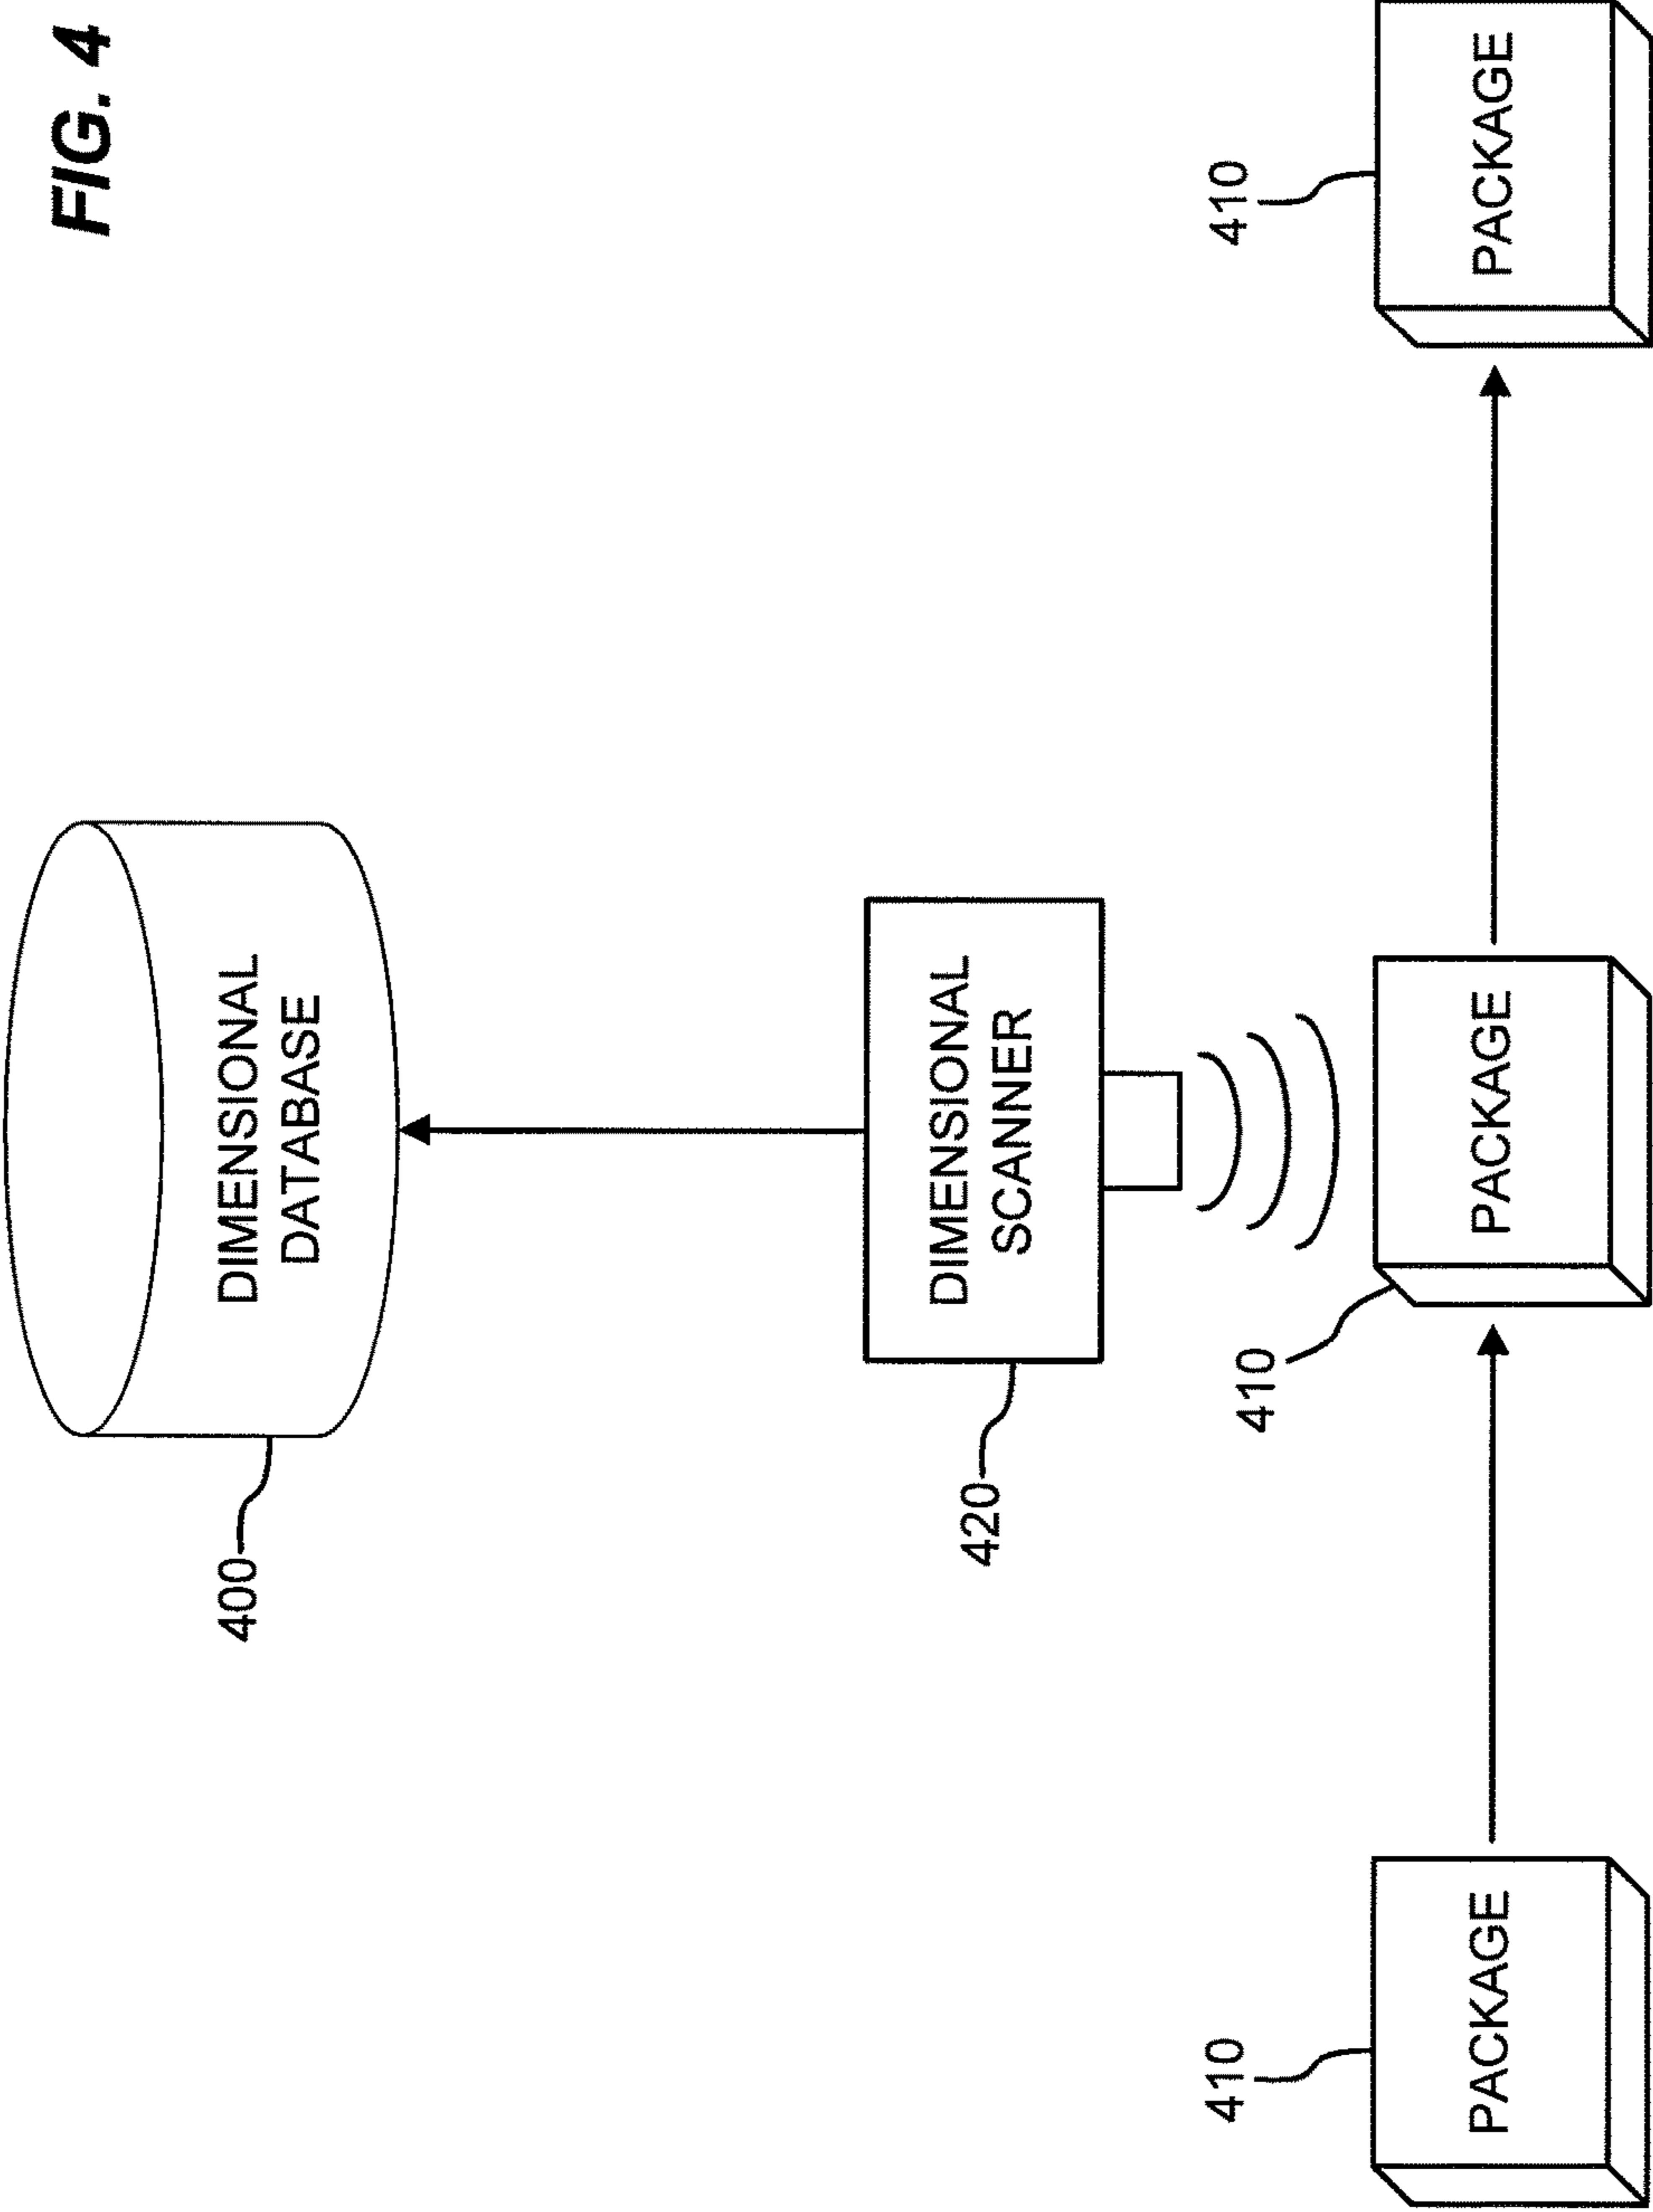 FIG. 4
DIMENSIONAL
DATABASE
400
DIMENSIONAL
SCANNER
420
410
PACKAGE
410
PACKAGE
410
PACKAGE